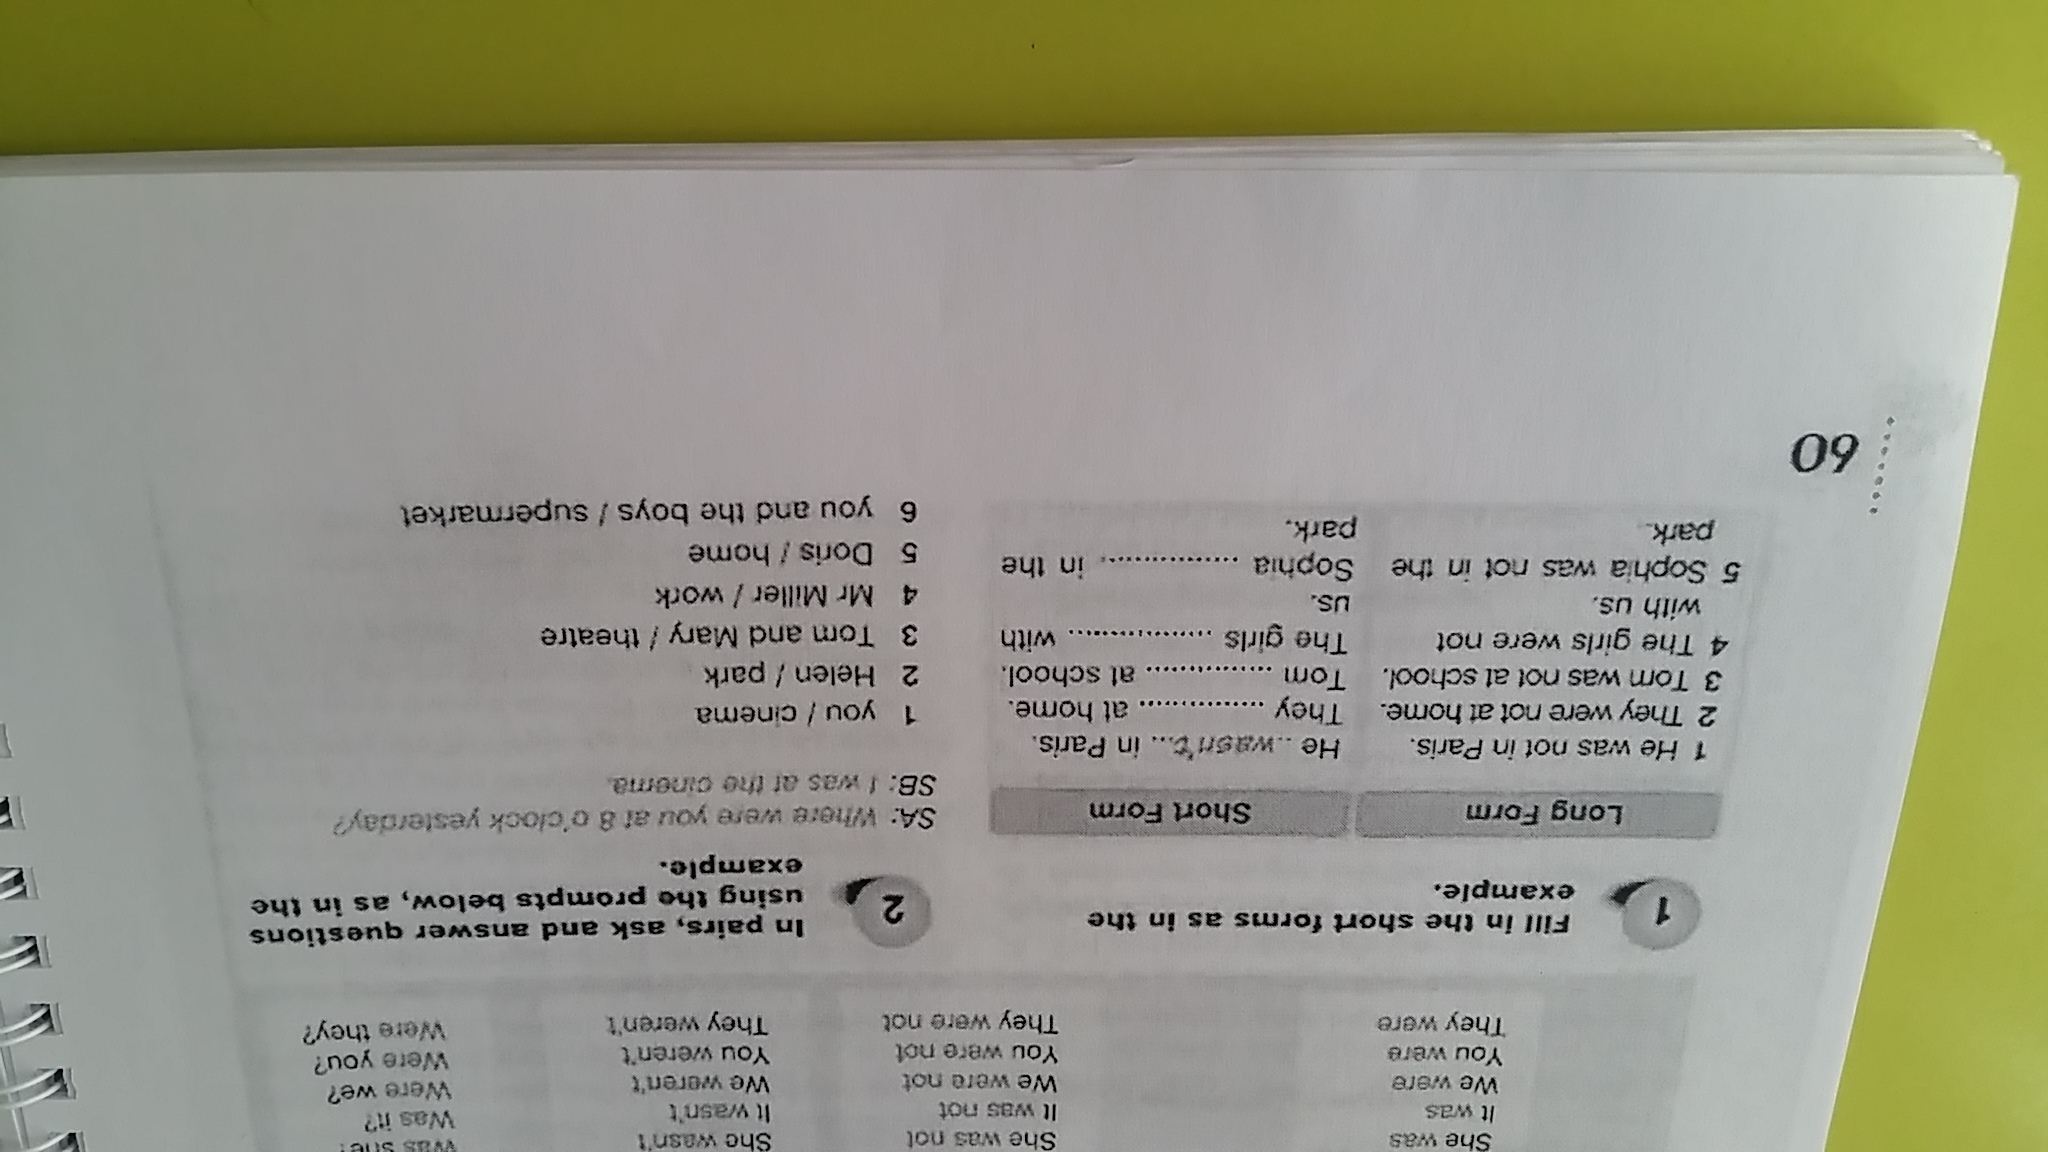 She was She was not She wasn't Was she?
It was It was not It wasn't Was it?
We were We were not We weren't Were we?
You were You were not You weren't Were you?
They were They were not They weren't Were they?
1 Fill in the short forms as in the
example.
Long Form Short Form
1 He was not in Paris. He ..wasn't... in Paris.
2 They were not at home. They ................ at home.
3 Tom was not at school. Tom ................ at school.
4 The girls were not The girls .................. with
with us. us.
5 Sophia was not in the Sophia .................. in the
park. park.
2 In pairs, ask and answer questions
using the prompts below, as in the
example.
SA: Where were you at 8 o'clock yesterday?
SB: I was at the cinema.
1 you / cinema
2 Helen / park
3 Tom and Mary / theatre
4 Mr Miller / work
5 Doris / home
6 you and the boys / supermarket
60